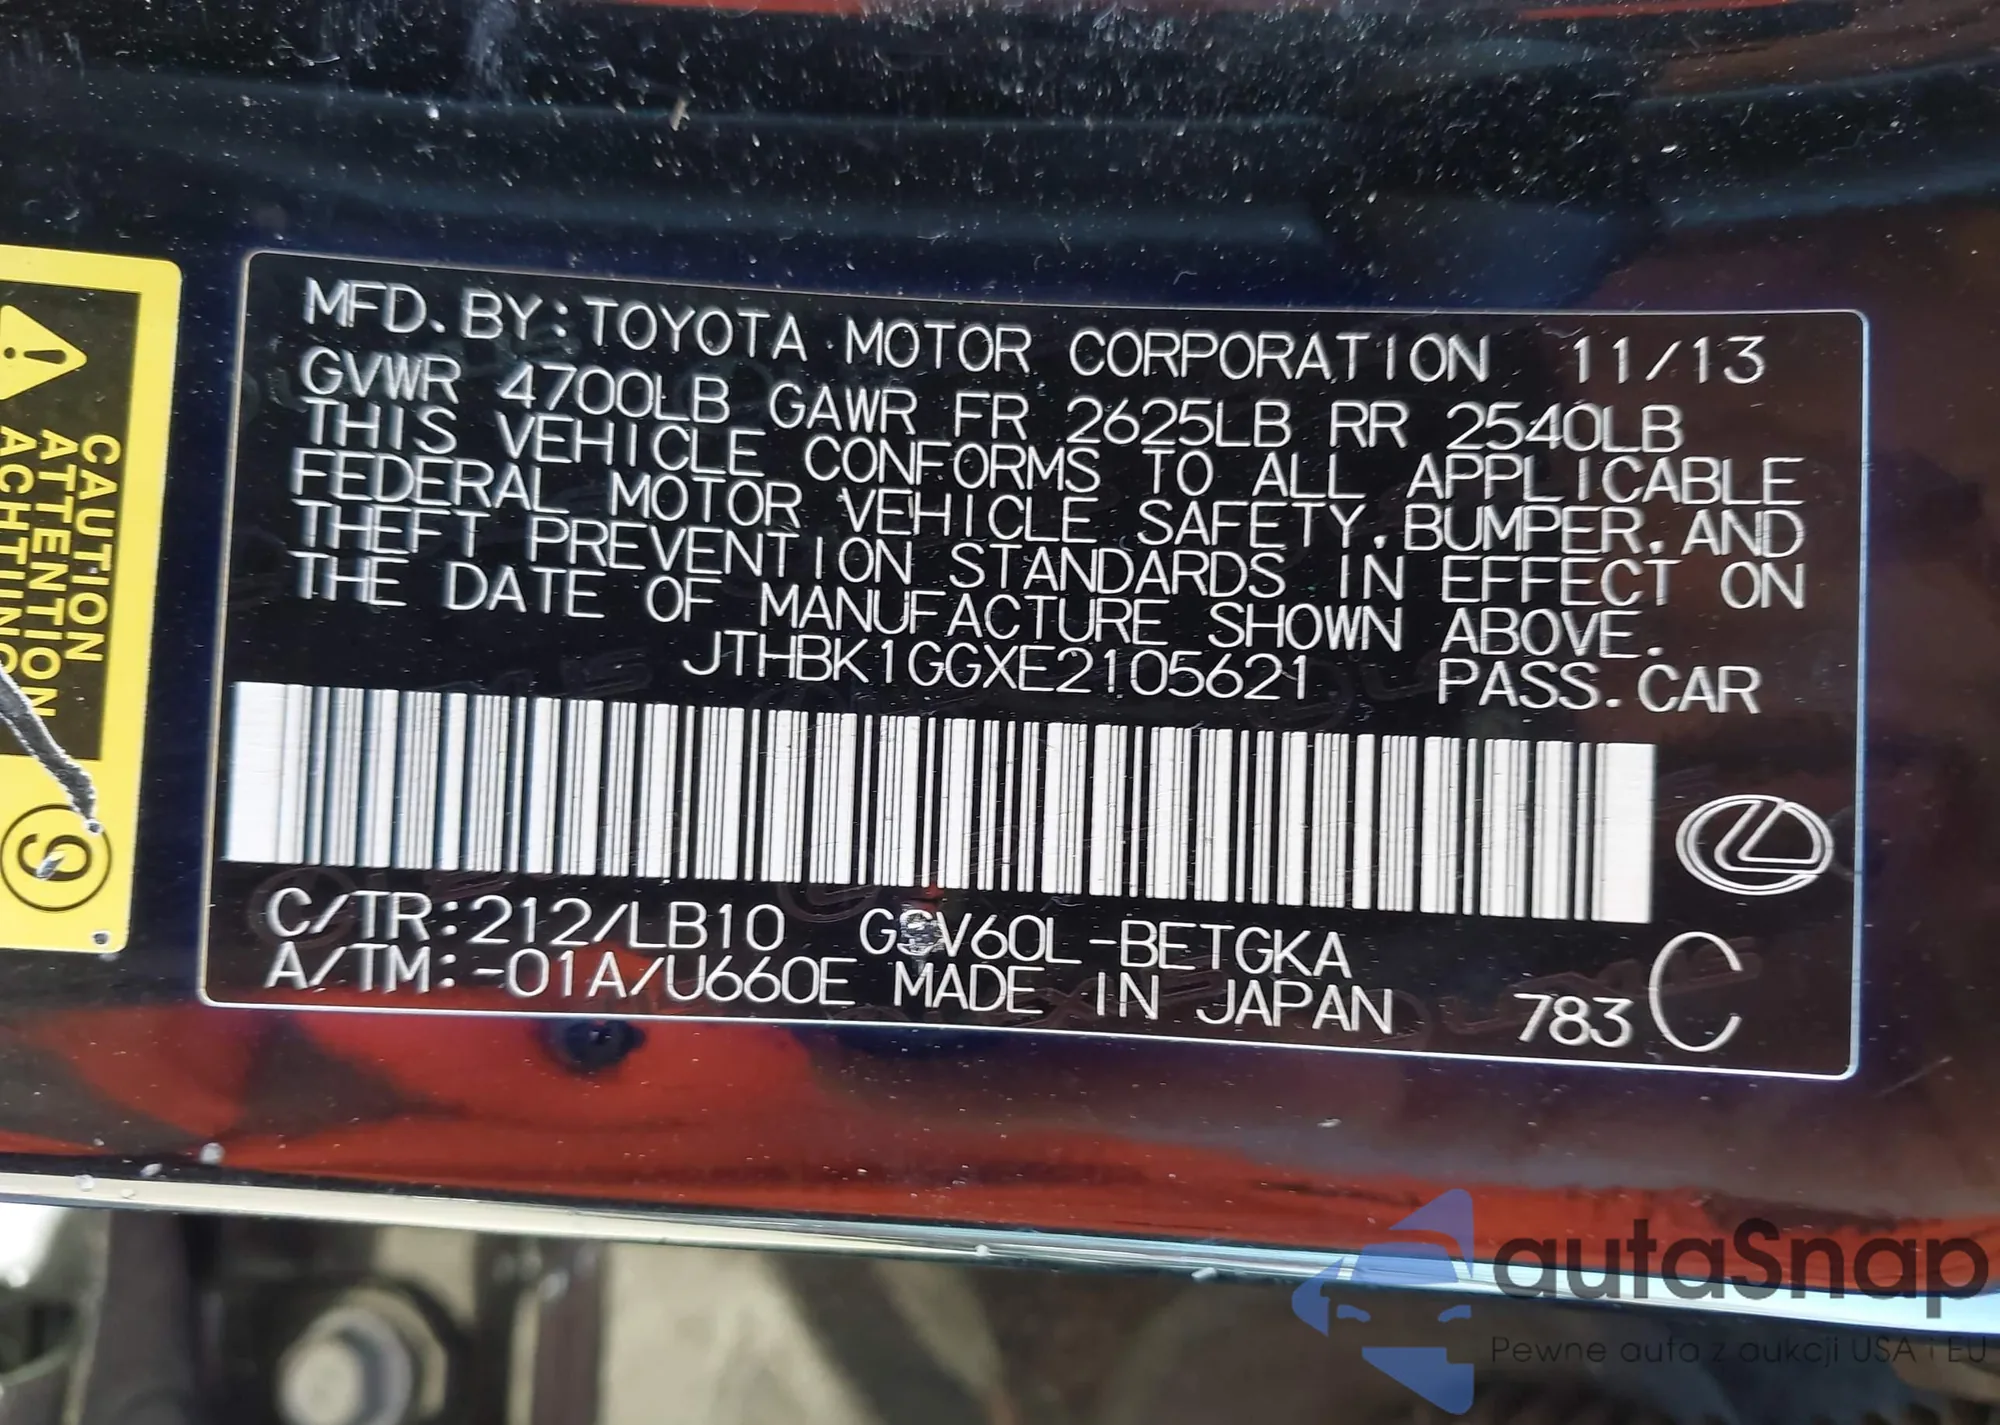 MFD. BY: TOYOTA MOTOR CORPORATION 11/13
GVWR 4700LB GAWR FR 2625LB RR 2540LB
THIS VEHICLE CONFORMS TO ALL APPLICABLE
FEDERAL MOTOR VEHICLE SAFETY, BUMPER, AND
THEFT PREVENTION STANDARDS IN EFFECT ON
THE DATE OF MANUFACTURE SHOWN ABOVE.
JTHBK1GGXE2105621 PASS. CAR
C/TR:212/LB10 GSV60L-BETGKA
A/TM:-01A/U660E MADE IN JAPAN 783 C
CAUTION
ATTENTION
ACHTUNG
autaSnap
Pewne auta z aukcji USA i EU